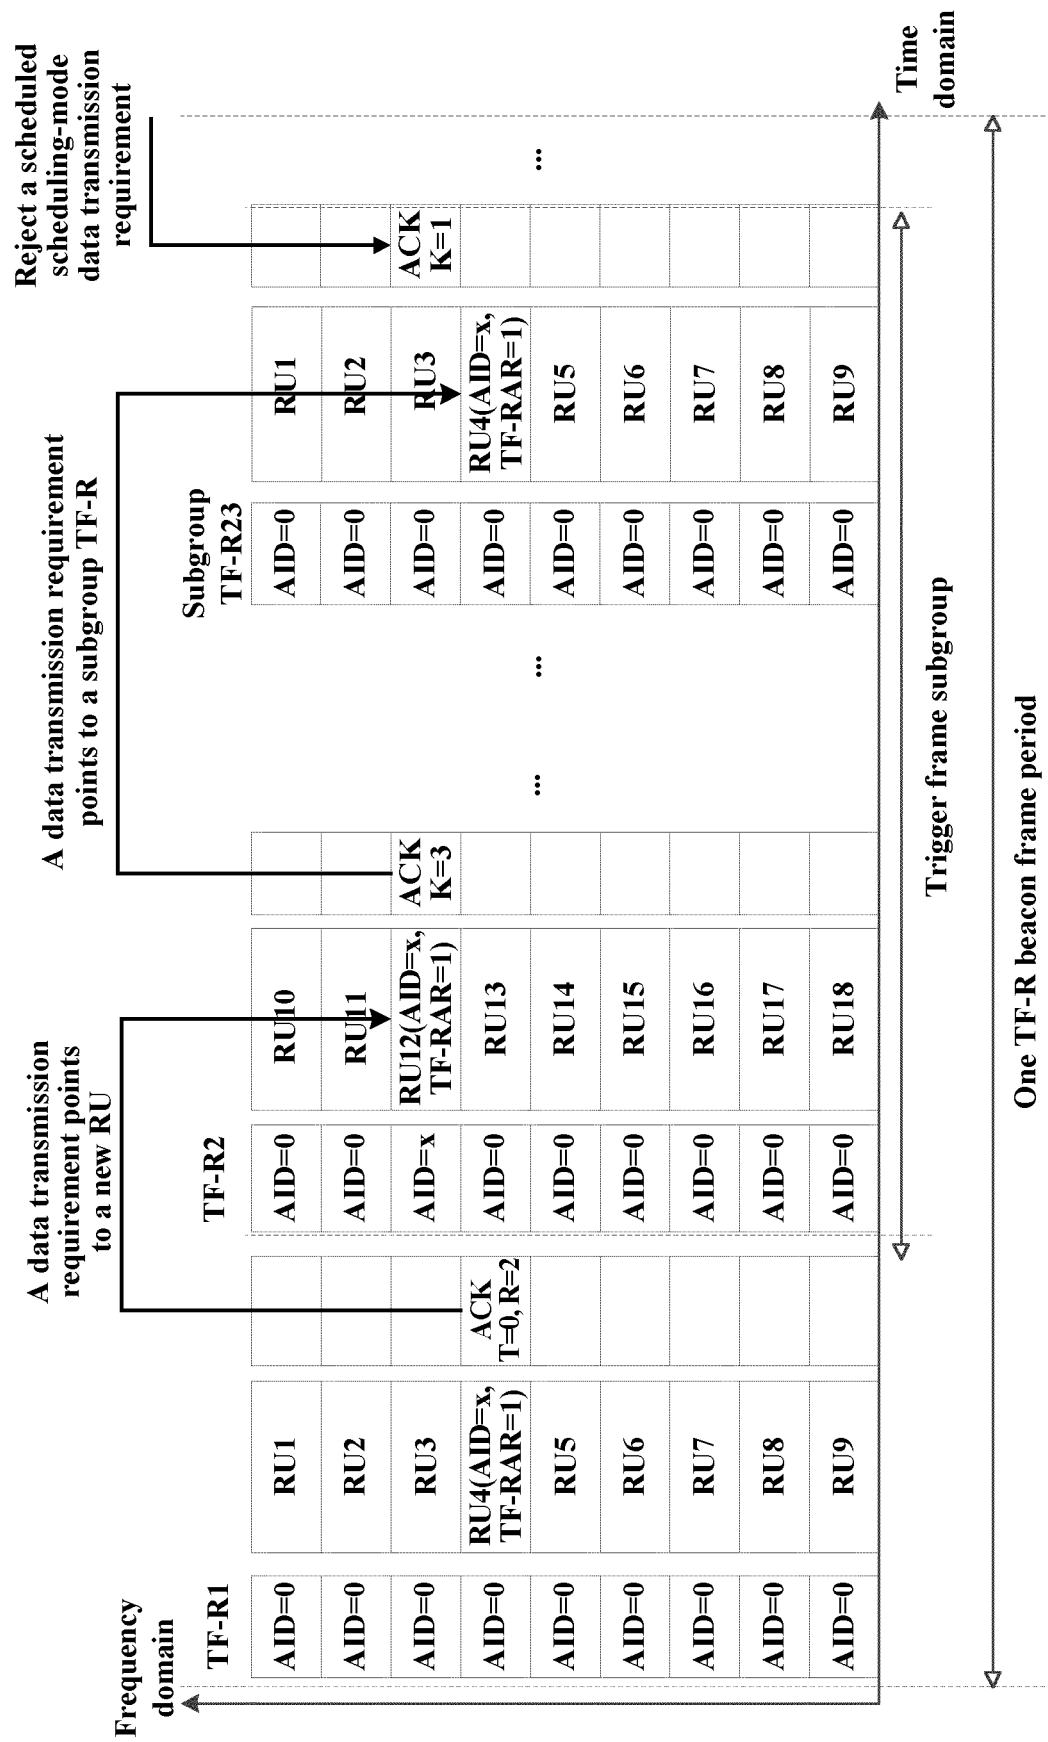 Frequency
domain
TF-R1
AID=0
AID=0
AID=0
AID=0
AID=0
AID=0
AID=0
AID=0
AID=0
RU1
RU2
RU3
RU4(AID=x,
TF-RAR=1)
RU5
RU6
RU7
RU8
RU9
A data transmission
requirement points
to a new RU
ACK
T=0, R=2
TF-R2
AID=0
AID=0
AID=x
AID=0
AID=0
AID=0
AID=0
AID=0
AID=0
RU10
RU11
RU12(AID=x,
TF-RAR=1)
RU13
RU14
RU15
RU16
RU17
RU18
A data transmission requirement
points to a subgroup TF-R
ACK
K=3
...
...
Subgroup
TF-R23
AID=0
AID=0
AID=0
AID=0
AID=0
AID=0
AID=0
AID=0
AID=0
RU1
RU2
RU3
RU4(AID=x,
TF-RAR=1)
RU5
RU6
RU7
RU8
RU9
Reject a scheduled
scheduling-mode
data transmission
requirement
ACK
K=1
...
Time
domain
Trigger frame subgroup
One TF-R beacon frame period